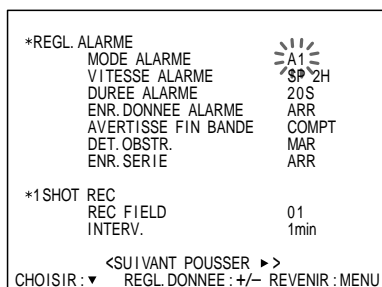 *REGL.ALARME
MODE ALARME A1
VITESSE ALARME SP 2H
DUREE ALARME 20S
ENR.DONNEE ALARME ARR
AVERTISSE FIN BANDE COMPT
DET.OBSTR. MAR
ENR.SERIE ARR
*1SHOT REC
REC FIELD 01
INTERV. 1min
<SUIVANT POUSSER ►>
CHOISIR:▼ REGL.DONNEE:+/– REVENIR:MENU